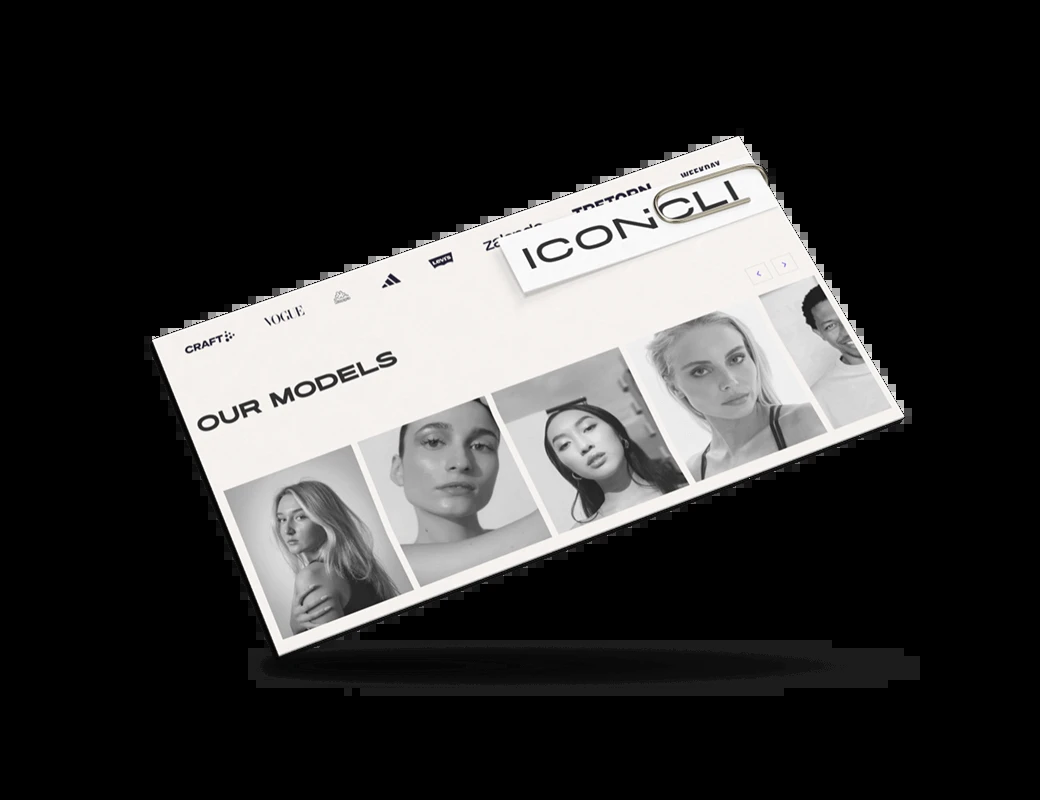 CRAFT
VOGUE
LEVI'S
Zalando
TRETORN
WEEKDAY
ICONCLI
OUR MODELS